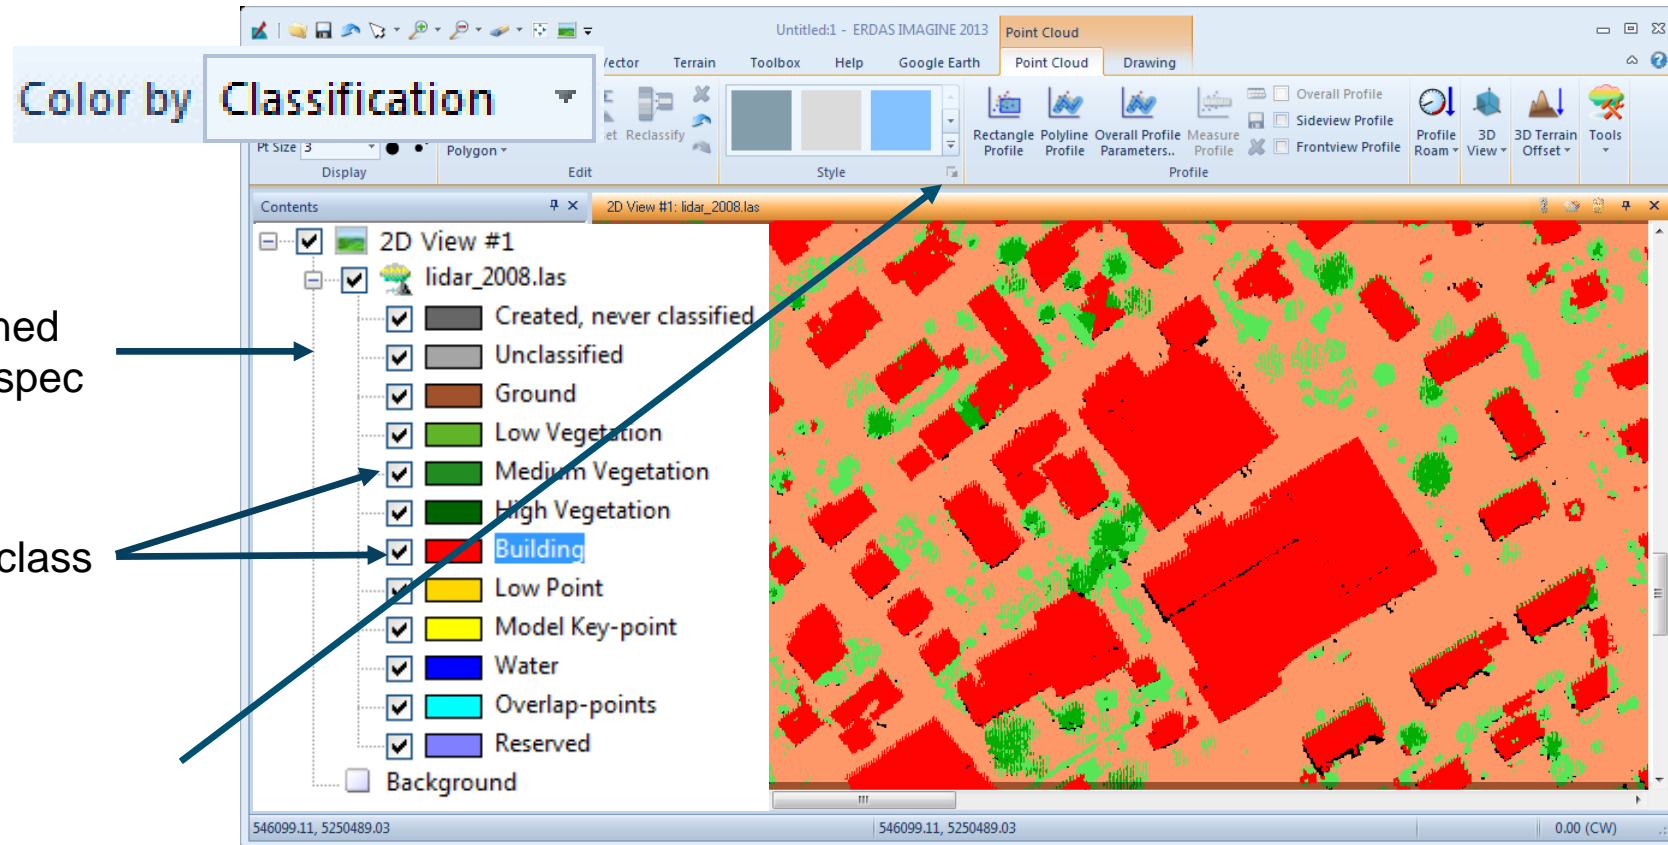 Untitled:1 - ERDAS IMAGINE 2013
Point Cloud
Vector Terrain Toolbox Help Google Earth Point Cloud Drawing
Color by Classification
Reclassify
Rectangle Profile
Polyline Profile
Overall Profile Parameters..
Measure Profile
Overall Profile
Sideview Profile
Frontview Profile
Profile Roam
3D View
3D Terrain Offset
Tools
Pt Size 3
Polygon
Display Edit Style Profile
Contents
2D View #1: lidar_2008.las
2D View #1
lidar_2008.las
Created, never classified
Unclassified
Ground
Low Vegetation
Medium Vegetation
High Vegetation
Building
Low Point
Model Key-point
Water
Overlap-points
Reserved
Background
spec
class
546099.11, 5250489.03
546099.11, 5250489.03
0.00 (CW)